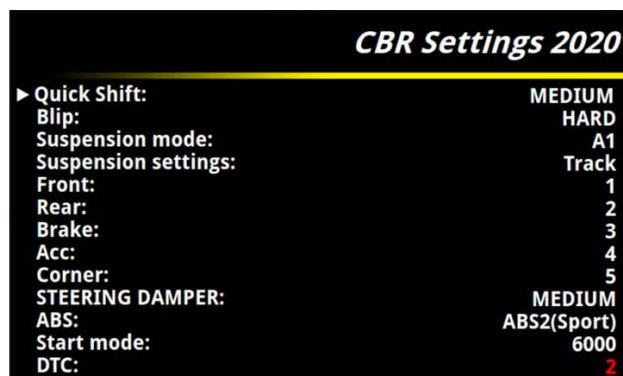 CBR Settings 2020
Quick Shift: MEDIUM
Blip: HARD
Suspension mode: A1
Suspension settings: Track
Front: 1
Rear: 2
Brake: 3
Acc: 4
Corner: 5
STEERING DAMPER: MEDIUM
ABS: ABS2(Sport)
Start mode: 6000
DTC: 2